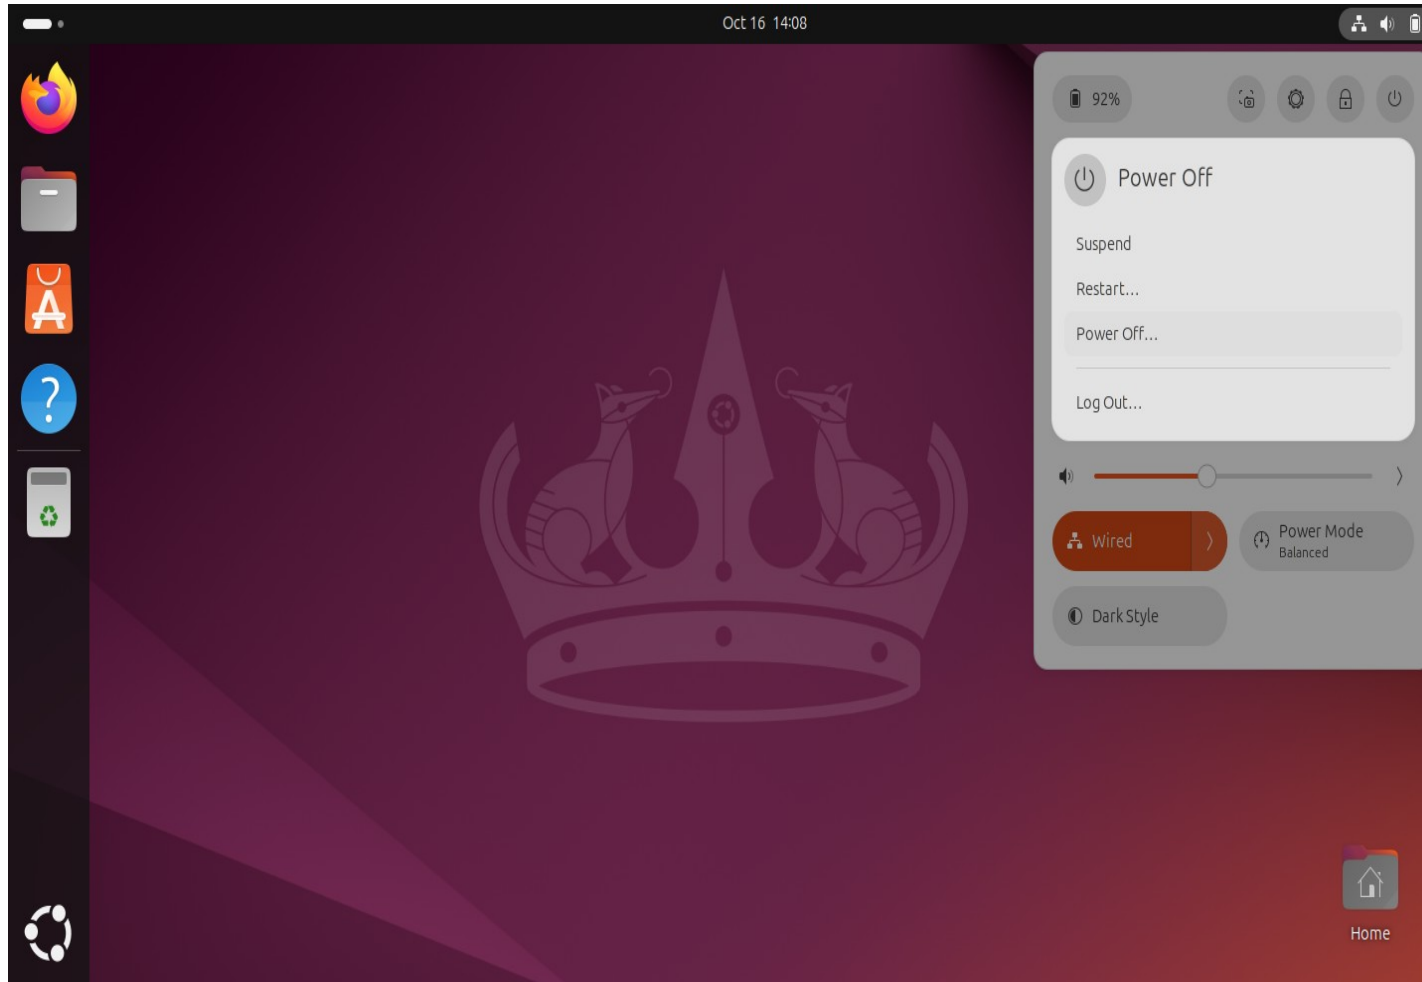 Oct 16 14:08
92%
Power Off
Suspend
Restart...
Power Off...
Log Out...
Wired
Power Mode
Balanced
Dark Style
Home